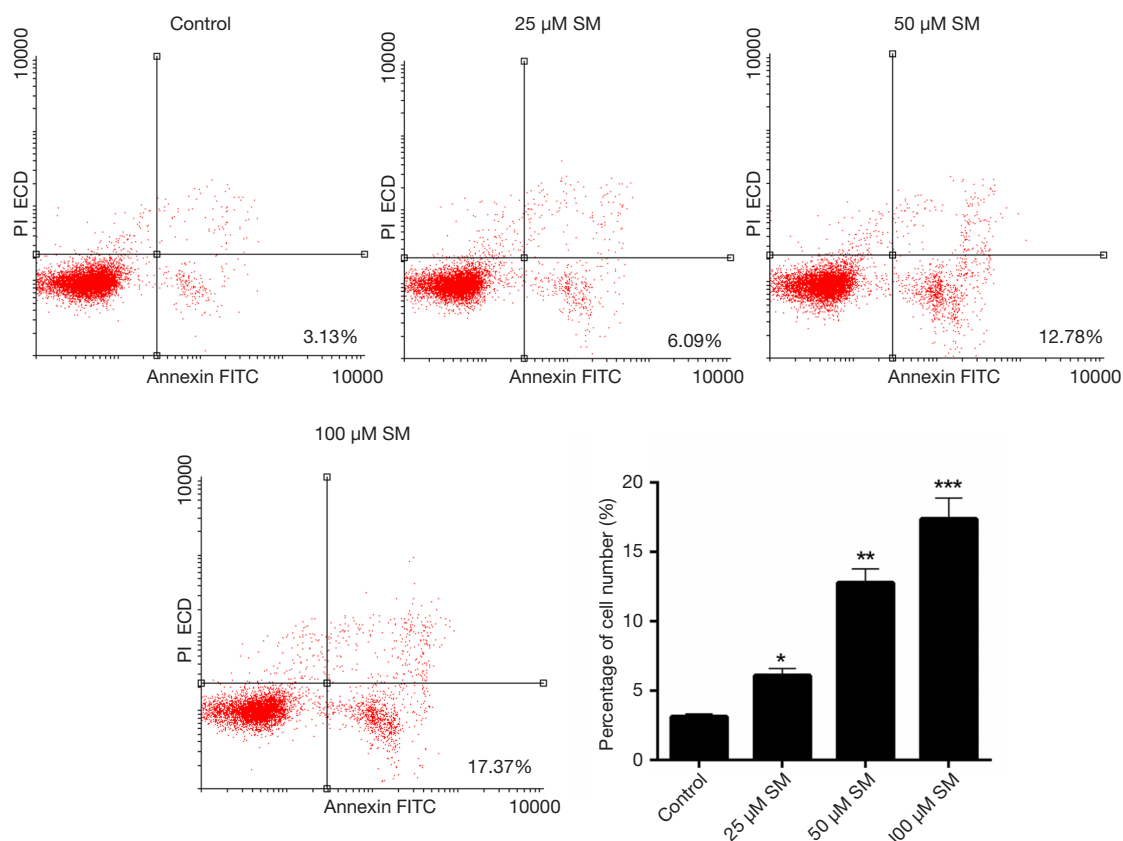 Control
10000
PI ECD
3.13%
Annexin FITC
10000
25 µM SM
10000
PI ECD
6.09%
Annexin FITC
10000
50 µM SM
10000
PI ECD
12.78%
Annexin FITC
10000
100 µM SM
10000
PI ECD
17.37%
Annexin FITC
10000
Percentage of cell number (%)
20
15
10
5
0
*
**
***
Control
25 µM SM
50 µM SM
100 µM SM